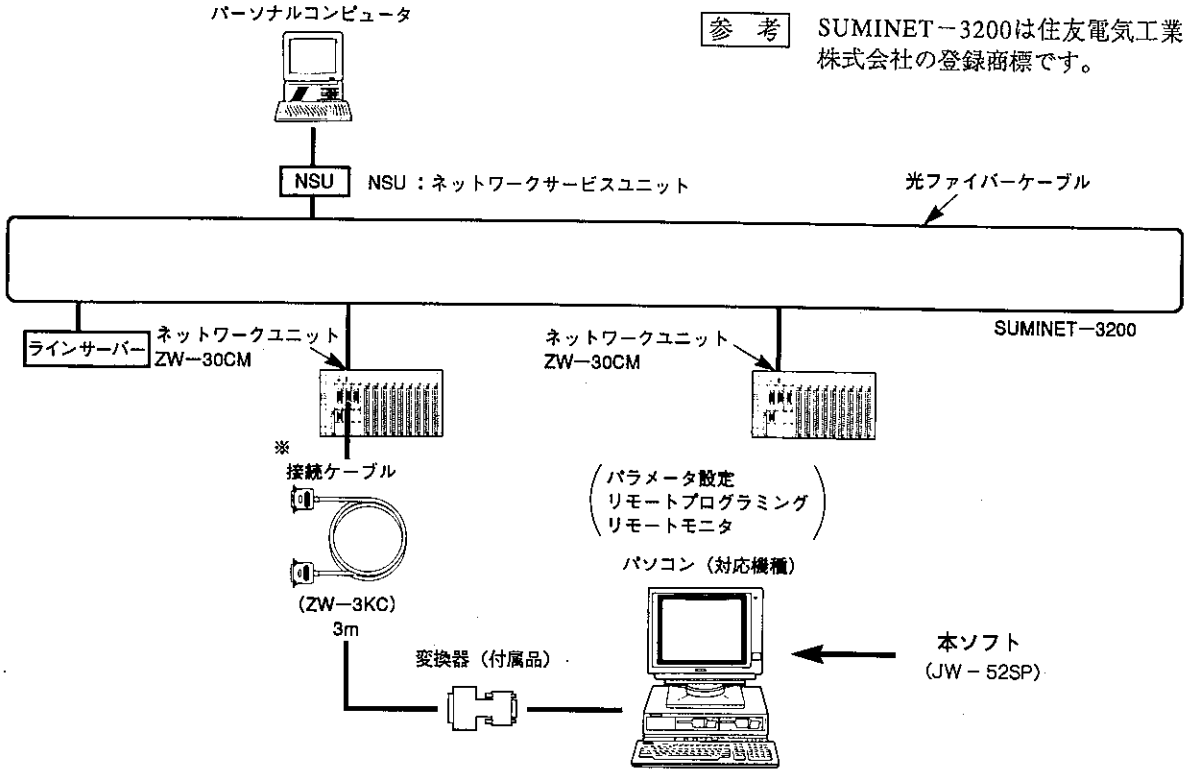 パーソナルコンピュータ
参 考 SUMINET－3200は住友電気工業
株式会社の登録商標です。
NSU NSU：ネットワークサービスユニット
光ファイバーケーブル
SUMINET－3200
ラインサーバー
ネットワークユニット
ZW－30CM
ネットワークユニット
ZW－30CM
※
接続ケーブル
(ZW－3KC)
3m
パラメータ設定
リモートプログラミング
リモートモニタ
パソコン（対応機種）
変換器（付属品）
本ソフト
(JW－52SP)